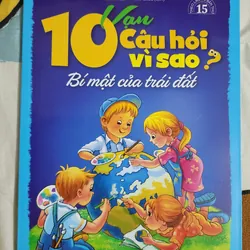 15
10 Vạn
Câu hỏi
vì sao?
Bí mật của trái đất